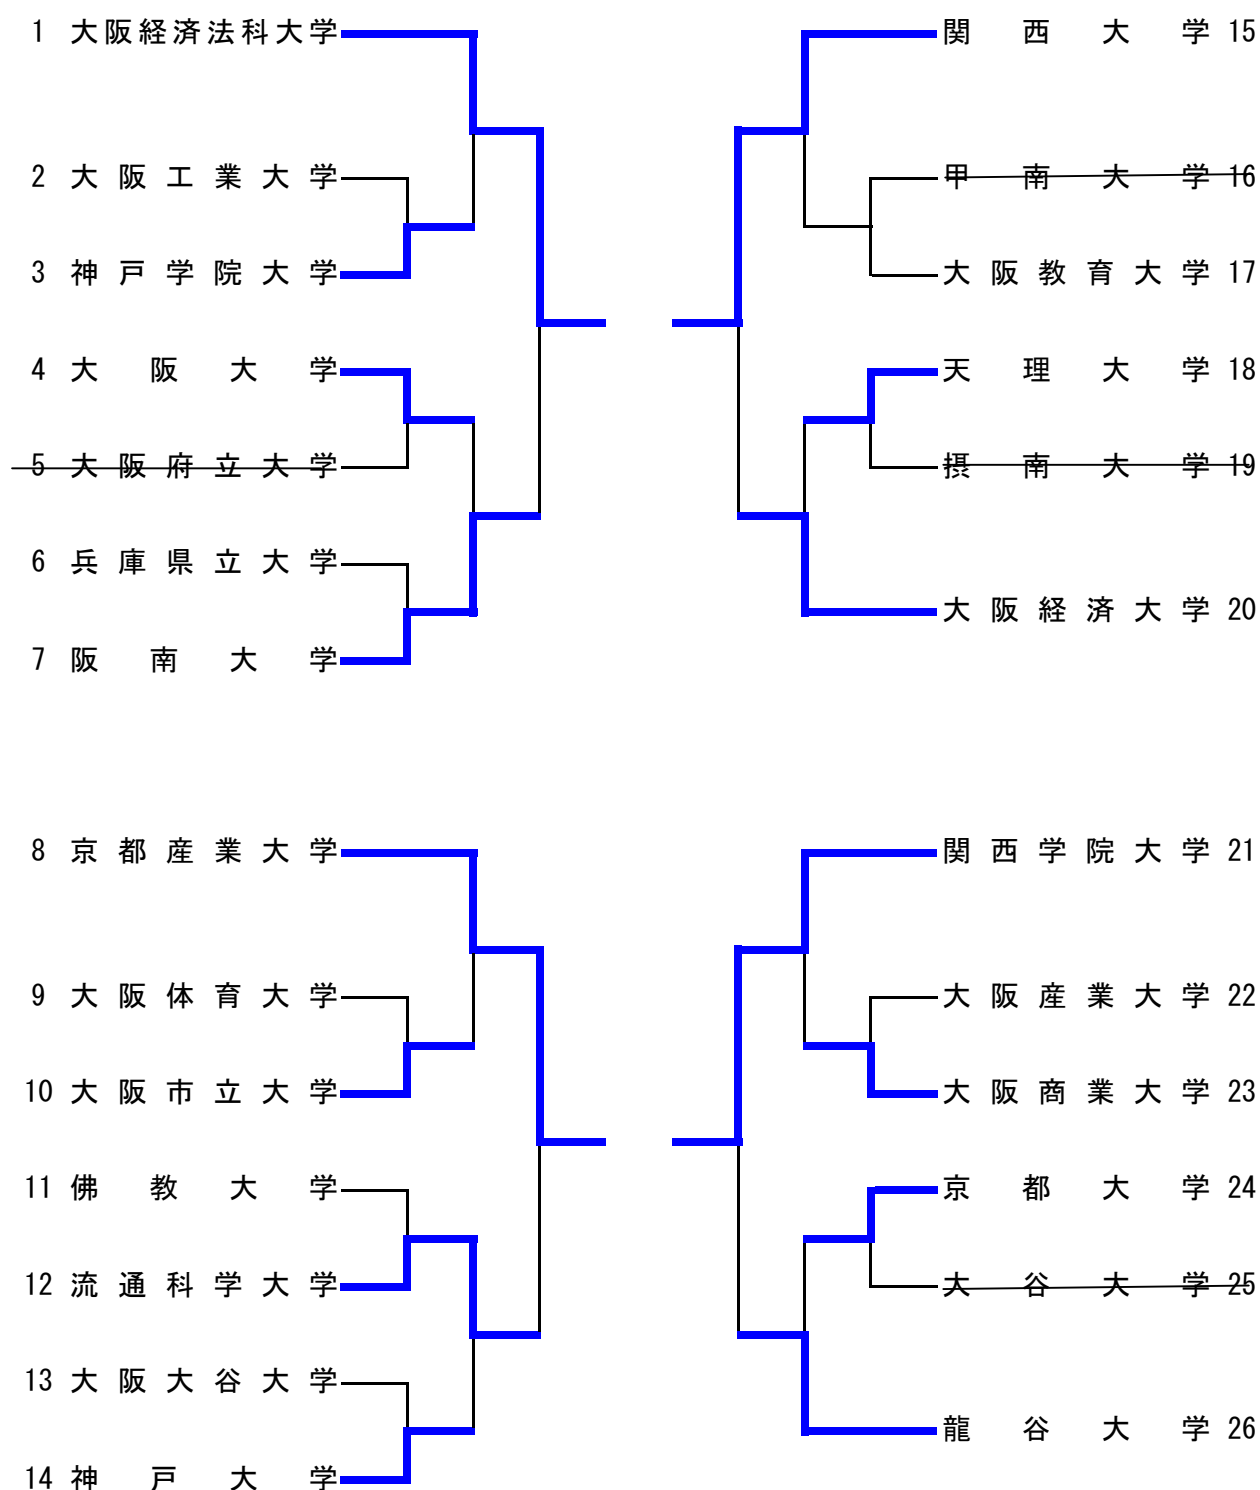 1 大阪経済法科大学
2 大阪工業大学
3 神戸学院大学
4 大阪大学
5 大阪府立大学
6 兵庫県立大学
7 阪南大学
8 京都産業大学
9 大阪体育大学
10 大阪市立大学
11 佛教大学
12 流通科学大学
13 大阪大谷大学
14 神戸大学
関西大学 15
甲南大学 16
大阪教育大学 17
天理大学 18
摂南大学 19
大阪経済大学 20
関西学院大学 21
大阪産業大学 22
大阪商業大学 23
京都大学 24
大谷大学 25
龍谷大学 26